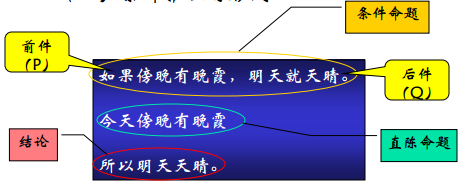 条件命题
前件
(P)
如果傍晚有晚霞，明天就天晴。
后件
(Q)
今天傍晚有晚霞
结论
直陈命题
所以明天天晴。